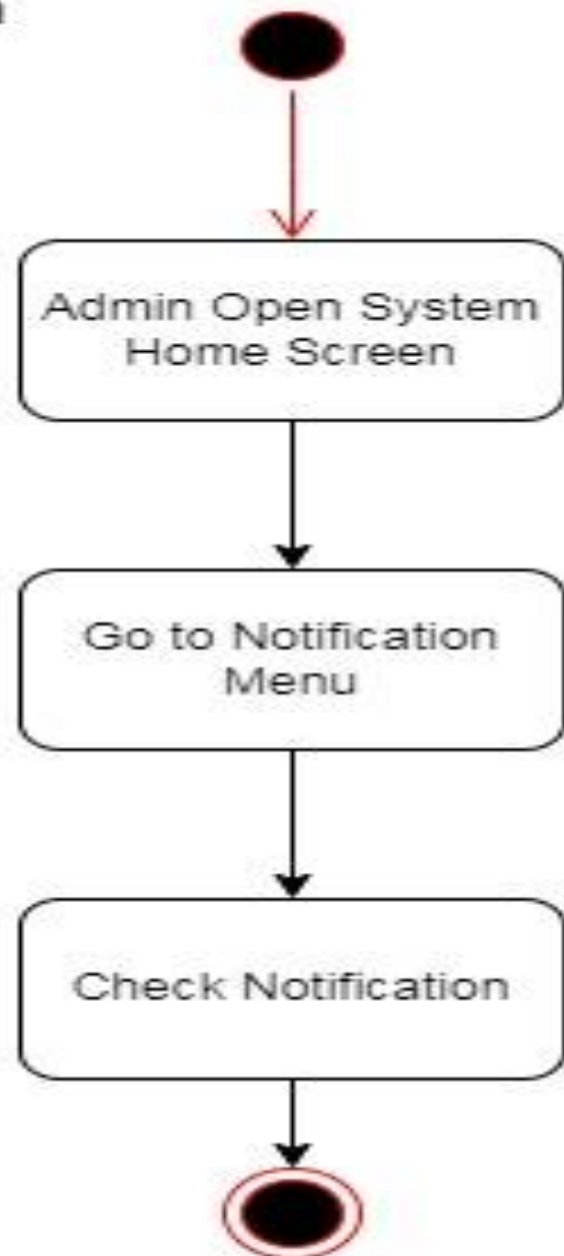 Admin Open System
Home Screen
Go to Notification
Menu
Check Notification